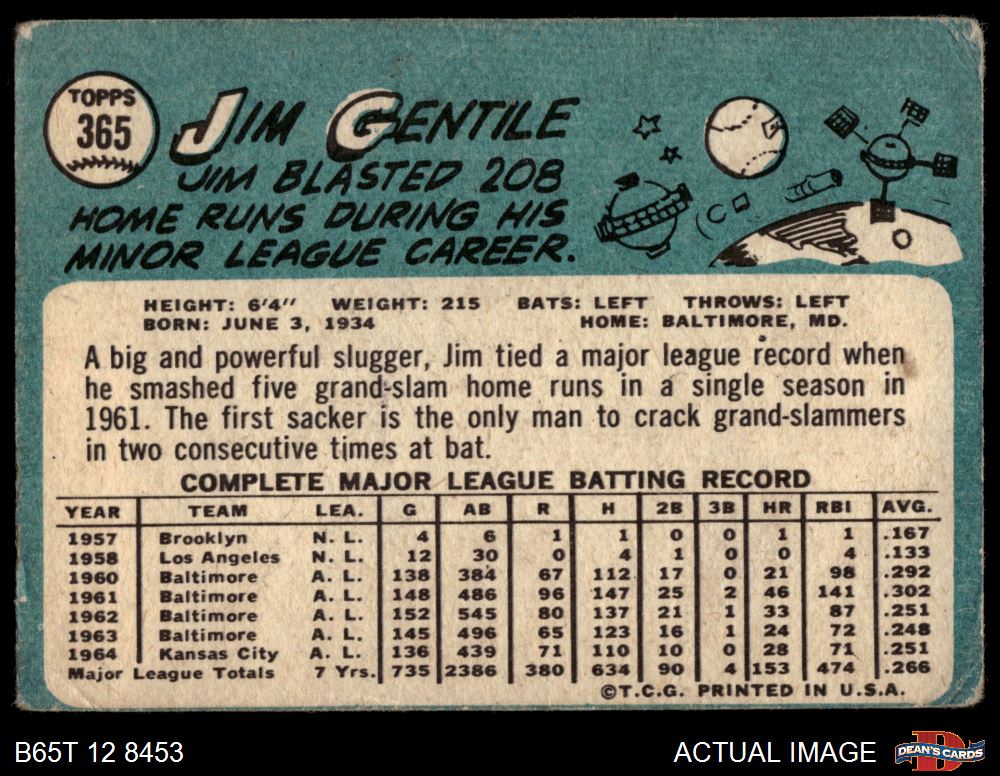 TOPPS
365
JIM GENTILE
JIM BLASTED 208
HOME RUNS DURING HIS
MINOR LEAGUE CAREER.
HEIGHT: 6'4" WEIGHT: 215 BATS: LEFT THROWS: LEFT
BORN: JUNE 3, 1934 HOME: BALTIMORE, MD.
A big and powerful slugger, Jim tied a major league record when
he smashed five grand-slam home runs in a single season in
1961. The first sacker is the only man to crack grand-slammers
in two consecutive times at bat.
COMPLETE MAJOR LEAGUE BATTING RECORD
YEAR TEAM LEA. G AB R H 2B 3B HR RBI AVG.
1957 Brooklyn N. L. 4 6 1 1 0 0 1 1 .167
1958 Los Angeles N. L. 12 30 0 4 1 0 0 4 .133
1960 Baltimore A. L. 138 384 67 112 17 0 21 98 .292
1961 Baltimore A. L. 148 486 96 147 25 2 46 141 .302
1962 Baltimore A. L. 152 545 80 137 21 1 33 87 .251
1963 Baltimore A. L. 145 496 65 123 16 1 24 72 .248
1964 Kansas City A. L. 136 439 71 110 10 0 28 71 .251
Major League Totals 7 Yrs. 735 2386 380 634 90 4 153 474 .266
©T.C.G. PRINTED IN U.S.A.
B65T 12 8453 ACTUAL IMAGE DEAN'S CARDS